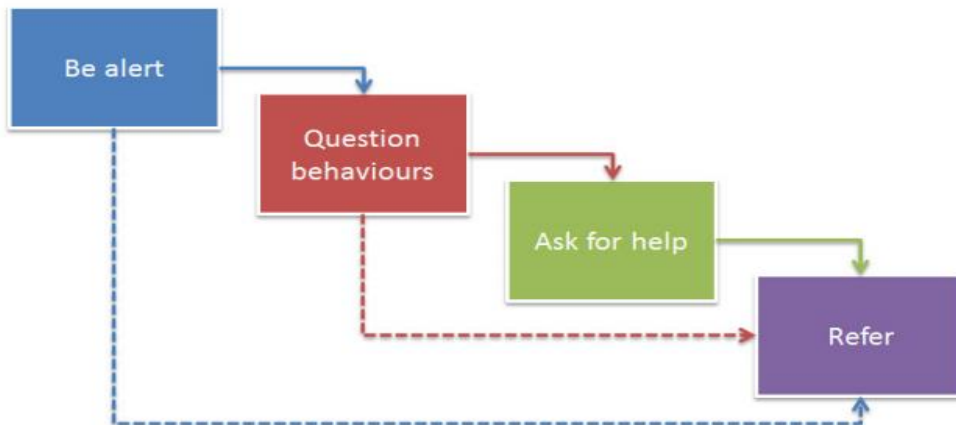 Be alert
Question
behaviours
Ask for help
Refer